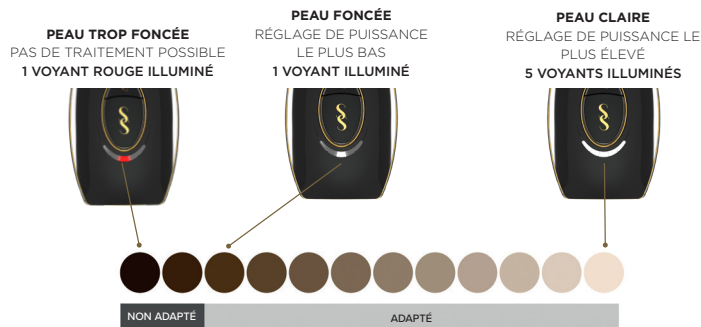 PEAU TROP FONCÉE
PAS DE TRAITEMENT POSSIBLE
1 VOYANT ROUGE ILLUMINÉ
PEAU FONCÉE
RÉGLAGE DE PUISSANCE
LE PLUS BAS
1 VOYANT ILLUMINÉ
PEAU CLAIRE
RÉGLAGE DE PUISSANCE LE
PLUS ÉLEVÉ
5 VOYANTS ILLUMINÉS
NON ADAPTÉ
ADAPTÉ